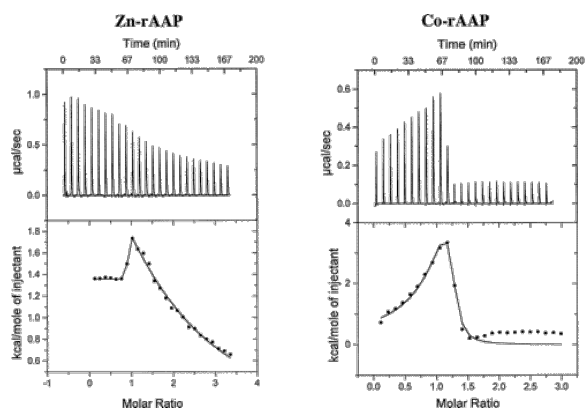 Zn-rAAP
Time (min)
0 33 67 100 133 167 200
µcal/sec
1.0
0.5
0.0
kcal/mole of injectant
1.8
1.6
1.4
1.2
1.0
0.8
0.6
-1 0 1 2 3 4
Molar Ratio
Co-rAAP
Time (min)
0 33 67 100 133 167 200
µcal/sec
0.6
0.4
0.2
0.0
kcal/mole of injectant
4
2
0
0.0 0.5 1.0 1.5 2.0 2.5 3.0
Molar Ratio